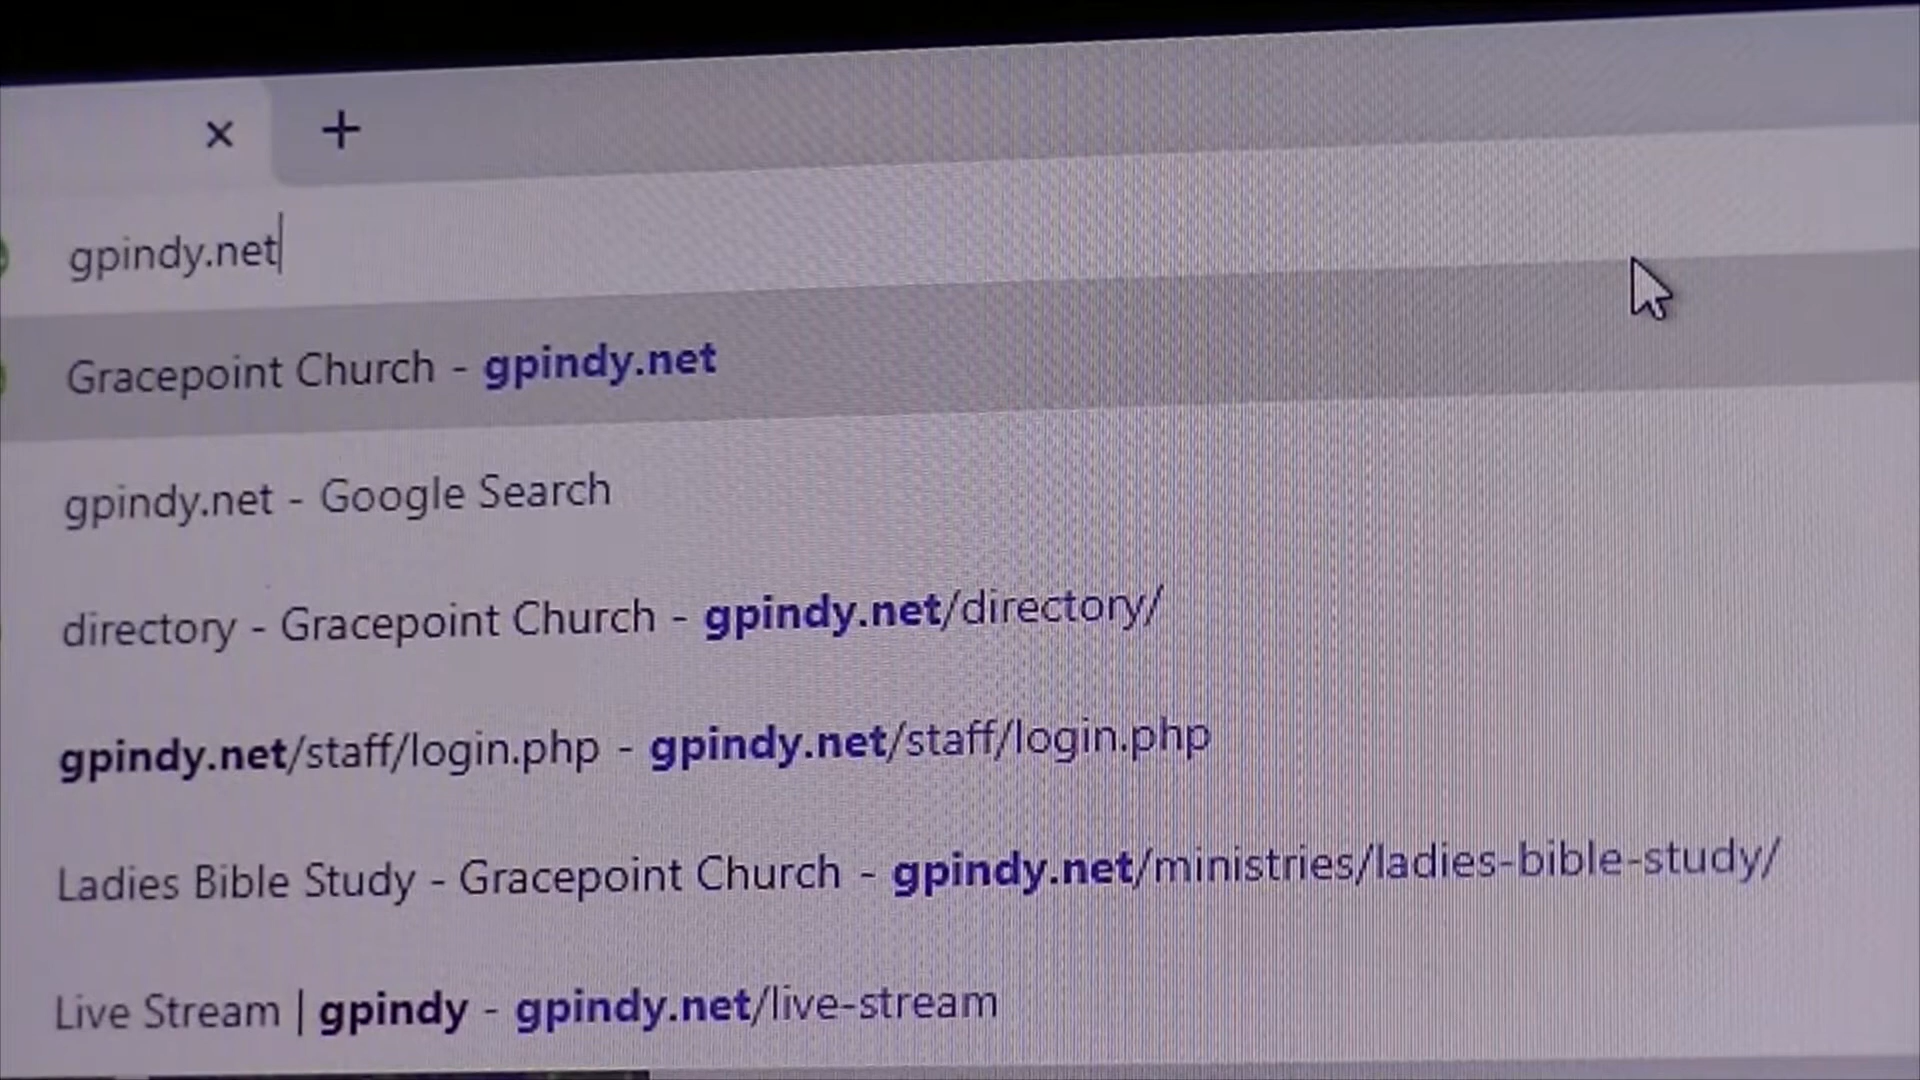 gpindy.net
Gracepoint Church - gpindy.net
gpindy.net - Google Search
directory - Gracepoint Church - gpindy.net/directory/
gpindy.net/staff/login.php - gpindy.net/staff/login.php
Ladies Bible Study - Gracepoint Church - gpindy.net/ministries/ladies-bible-study/
Live Stream | gpindy - gpindy.net/live-stream